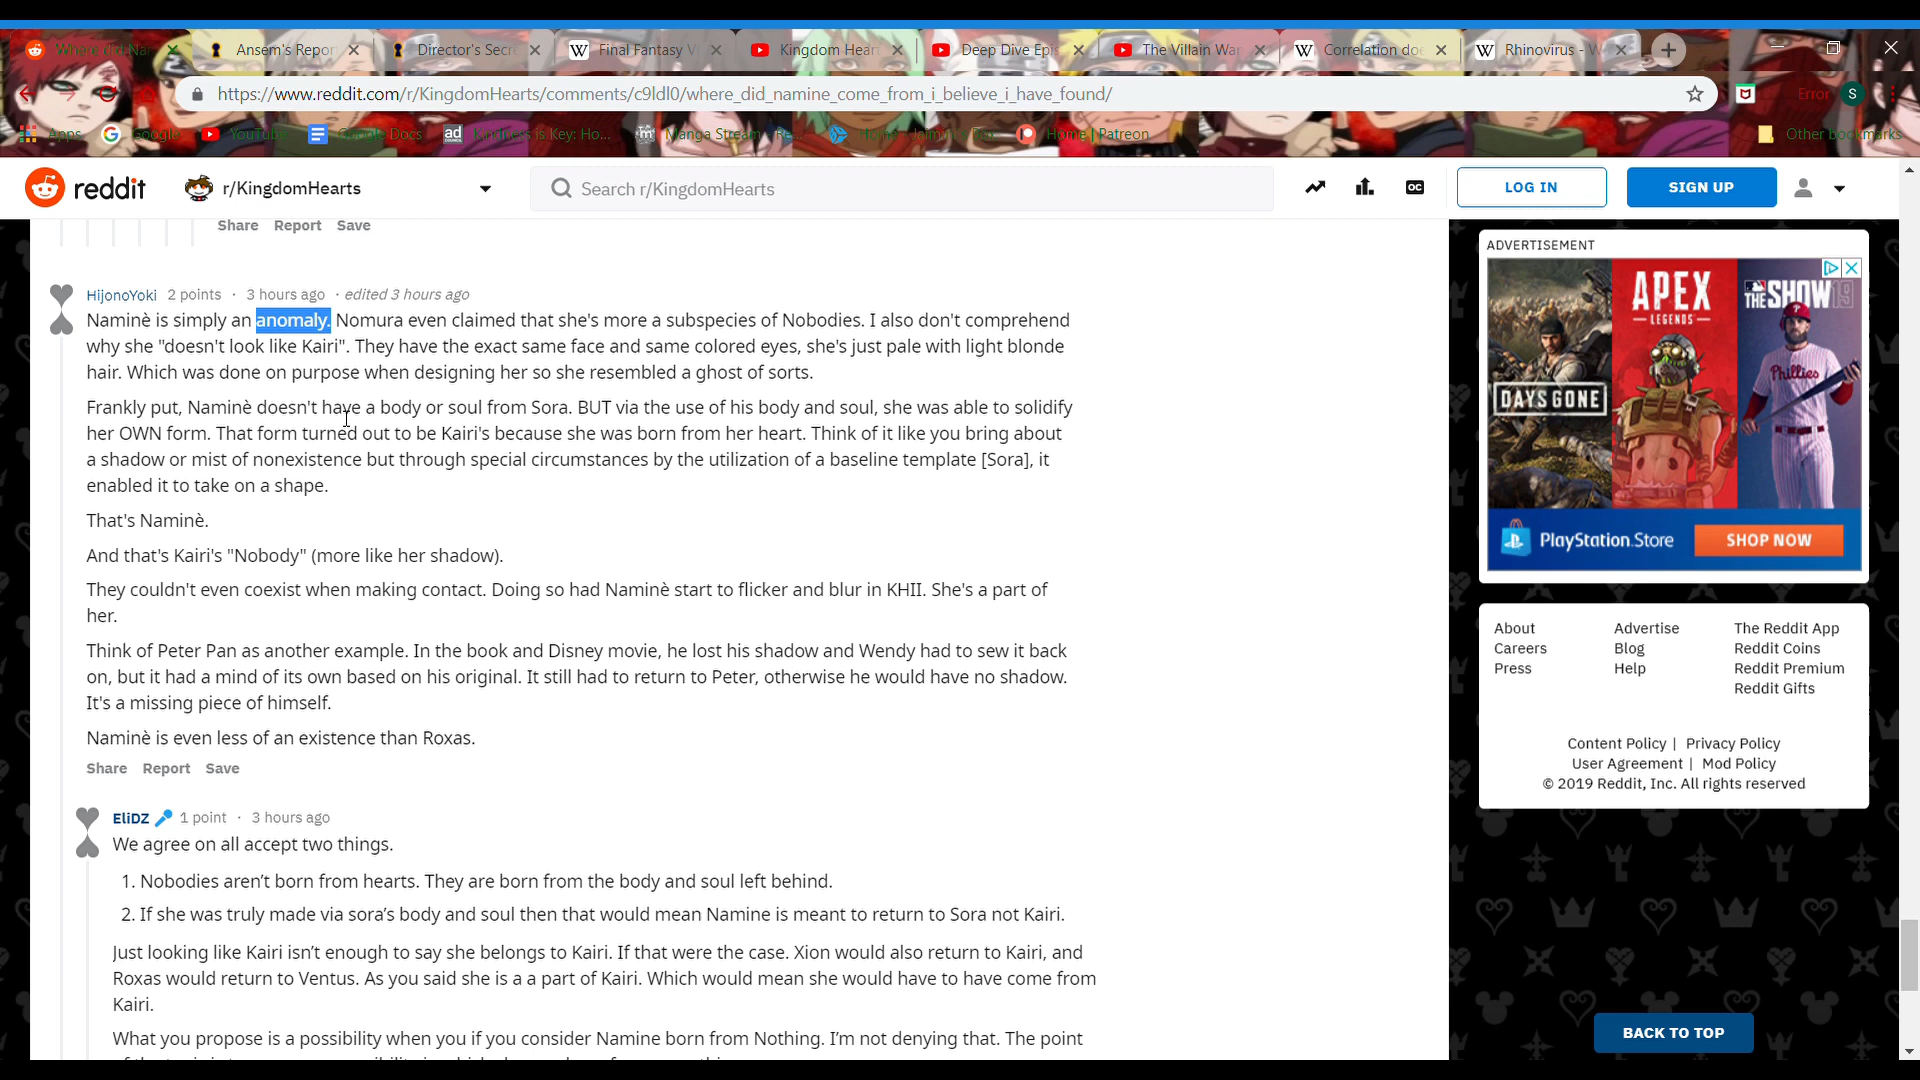 Where did Na
Ansem's Repor
Director's Secre
Final Fantasy V
Kingdom Heart
Deep Dive Epis
The Villain Wa
Correlation doe
Rhinovirus - W
https://www.reddit.com/r/KingdomHearts/comments/c9ldl0/where_did_namine_come_from_i_believe_i_have_found/
Error S
Apps Google YouTube Google Docs Kindness is Key: Ho... Manga Stream - Re... Home | Patreon Other bookmarks
reddit r/KingdomHearts Search r/KingdomHearts LOG IN SIGN UP
Share Report Save
HijonoYoki 2 points · 3 hours ago · edited 3 hours ago
Naminè is simply an anomaly. Nomura even claimed that she's more a subspecies of Nobodies. I also don't comprehend
why she "doesn't look like Kairi". They have the exact same face and same colored eyes, she's just pale with light blonde
hair. Which was done on purpose when designing her so she resembled a ghost of sorts.
Frankly put, Naminè doesn't have a body or soul from Sora. BUT via the use of his body and soul, she was able to solidify
her OWN form. That form turned out to be Kairi's because she was born from her heart. Think of it like you bring about
a shadow or mist of nonexistence but through special circumstances by the utilization of a baseline template [Sora], it
enabled it to take on a shape.
That's Naminè.
And that's Kairi's "Nobody" (more like her shadow).
They couldn't even coexist when making contact. Doing so had Naminè start to flicker and blur in KHII. She's a part of
her.
Think of Peter Pan as another example. In the book and Disney movie, he lost his shadow and Wendy had to sew it back
on, but it had a mind of its own based on his original. It still had to return to Peter, otherwise he would have no shadow.
It's a missing piece of himself.
Naminè is even less of an existence than Roxas.
Share Report Save
EliDZ 1 point · 3 hours ago
We agree on all accept two things.
1. Nobodies aren't born from hearts. They are born from the body and soul left behind.
2. If she was truly made via sora's body and soul then that would mean Namine is meant to return to Sora not Kairi.
Just looking like Kairi isn't enough to say she belongs to Kairi. If that were the case. Xion would also return to Kairi, and
Roxas would return to Ventus. As you said she is a a part of Kairi. Which would mean she would have to have come from
Kairi.
What you propose is a possibility when you if you consider Namine born from Nothing. I'm not denying that. The point
ADVERTISEMENT
DAYS GONE
APEX
LEGENDS
THE SHOW 19
Phillies
PlayStation Store SHOP NOW
About Advertise The Reddit App
Careers Blog Reddit Coins
Press Help Reddit Premium
Reddit Gifts
Content Policy | Privacy Policy
User Agreement | Mod Policy
© 2019 Reddit, Inc. All rights reserved
BACK TO TOP